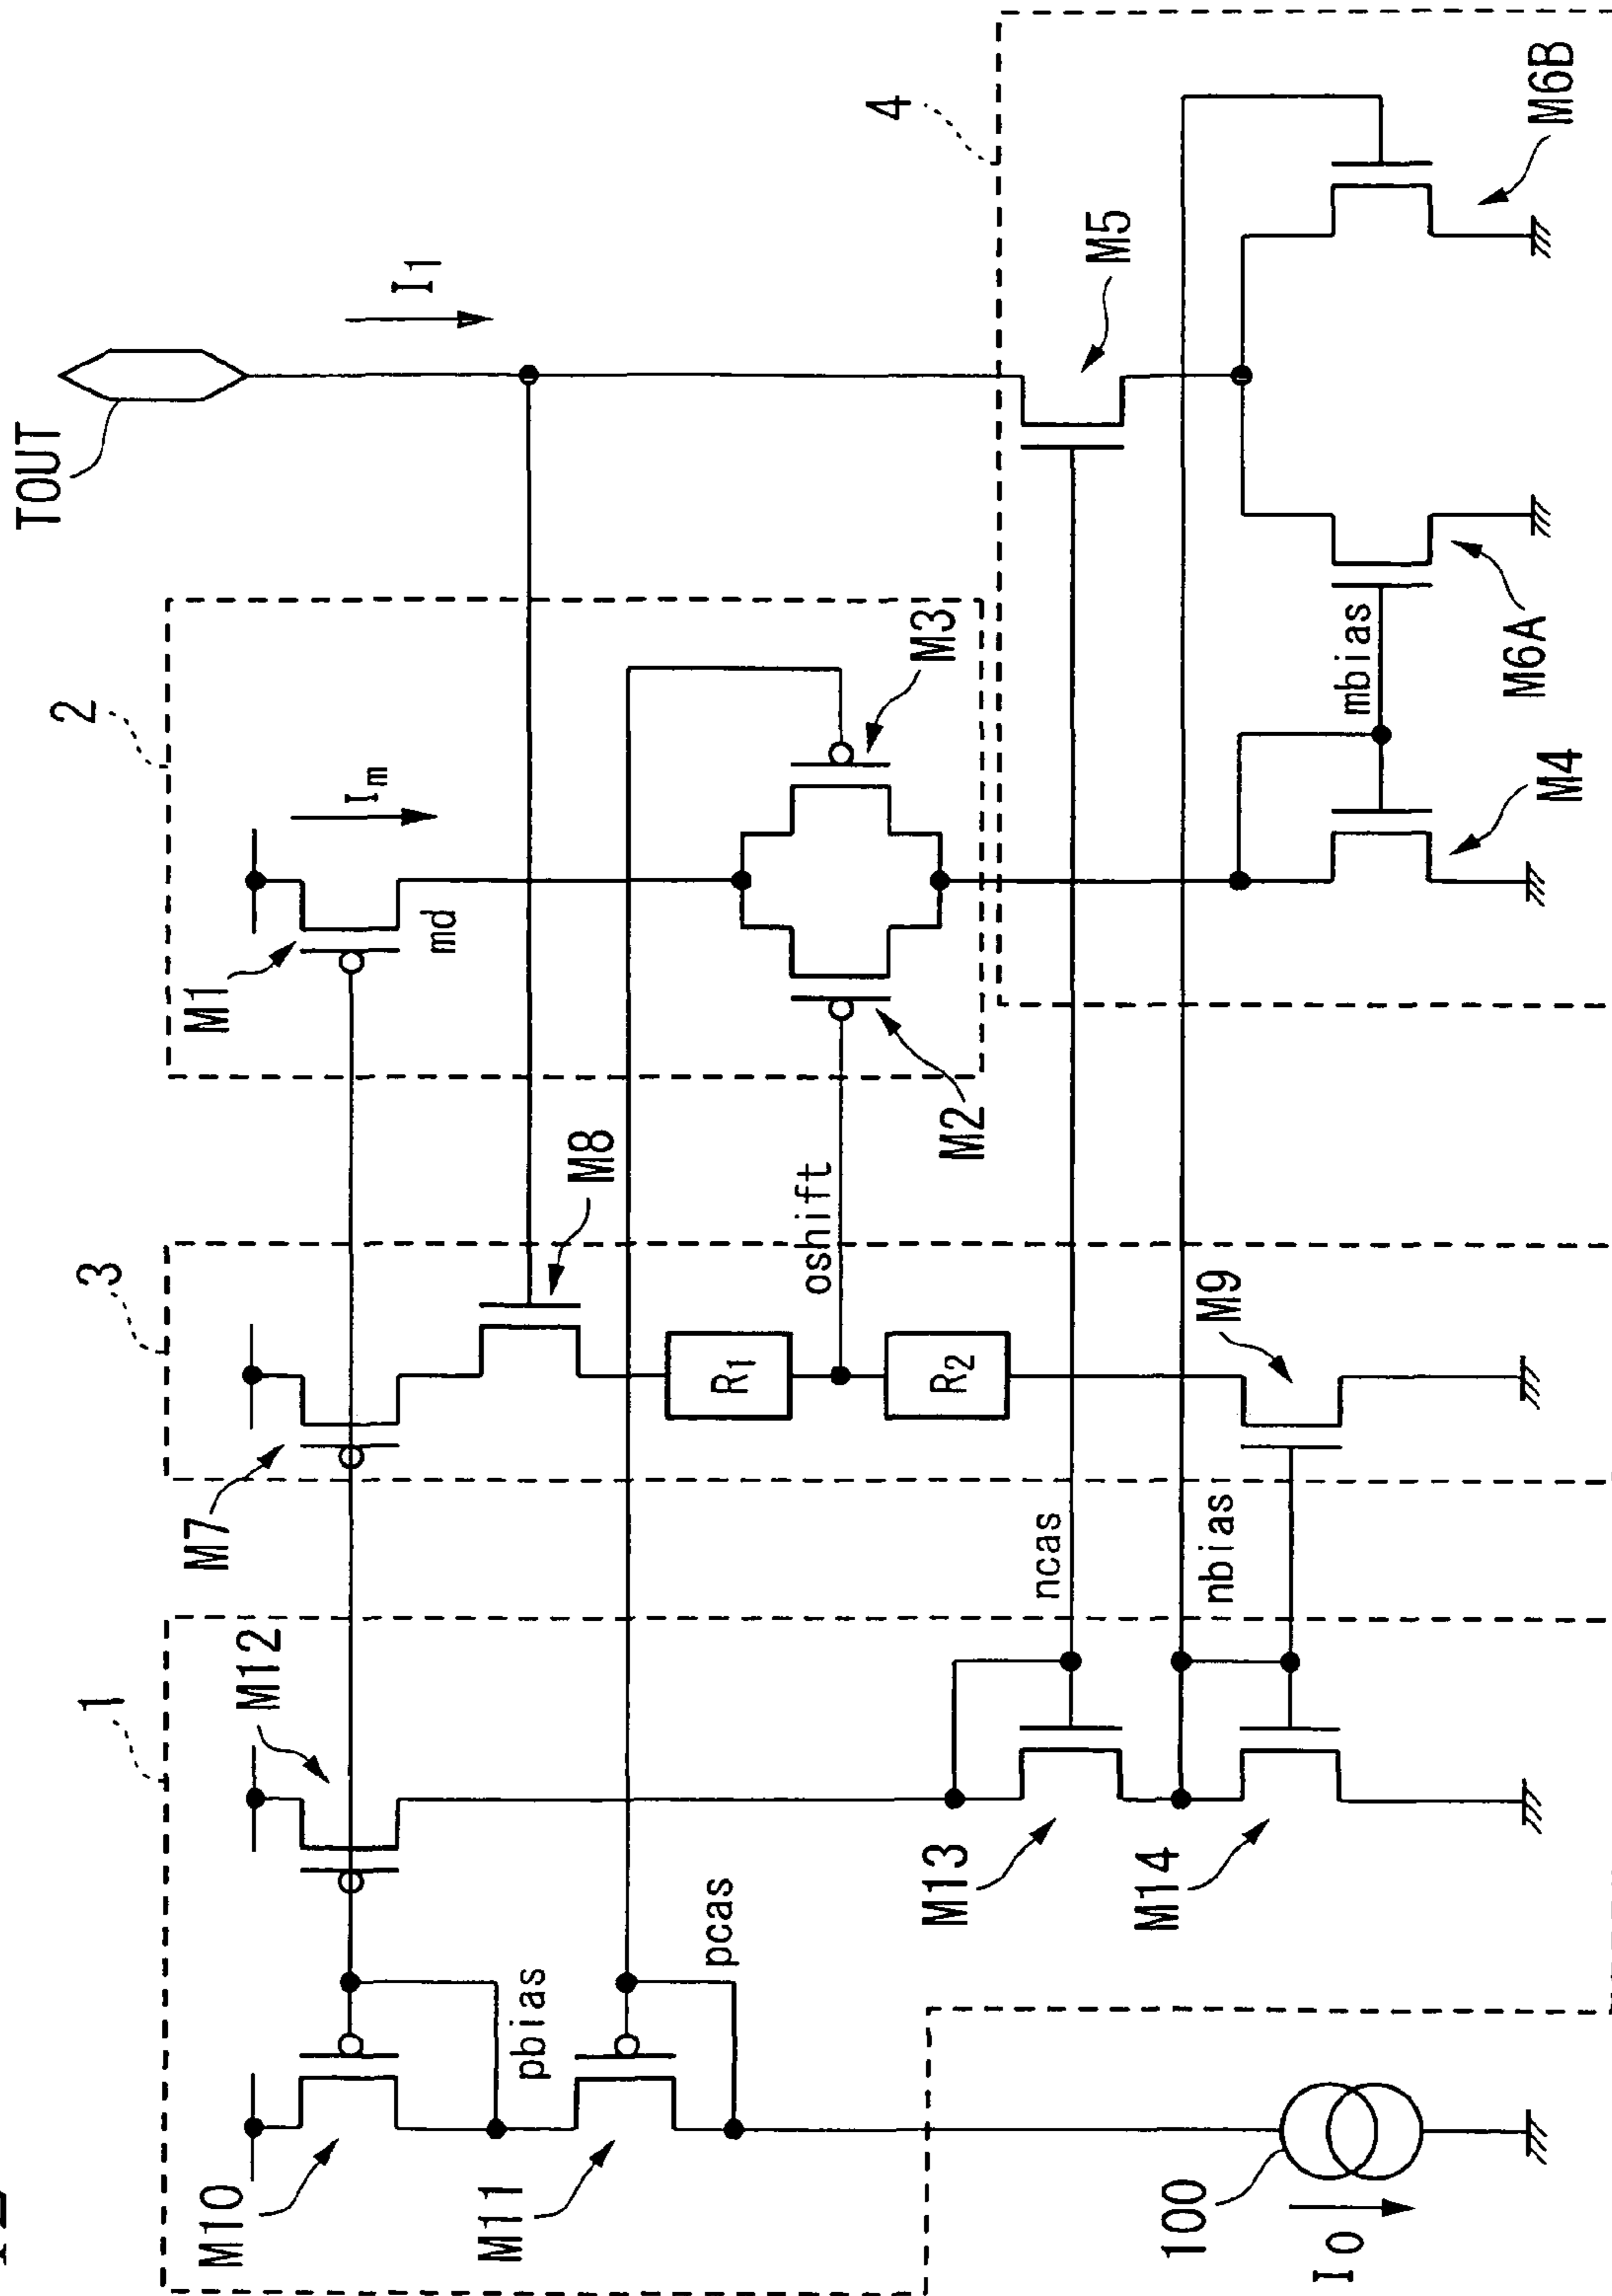 TOUT
I1
4
M5
M6B
M6A
mbias
M4
2
Im
md
M1
M3
M2
3
M8
oshift
R1
R2
M9
M7
ncas
nbias
1
M12
M13
M14
pcas
pbias
M10
M11
100
I0